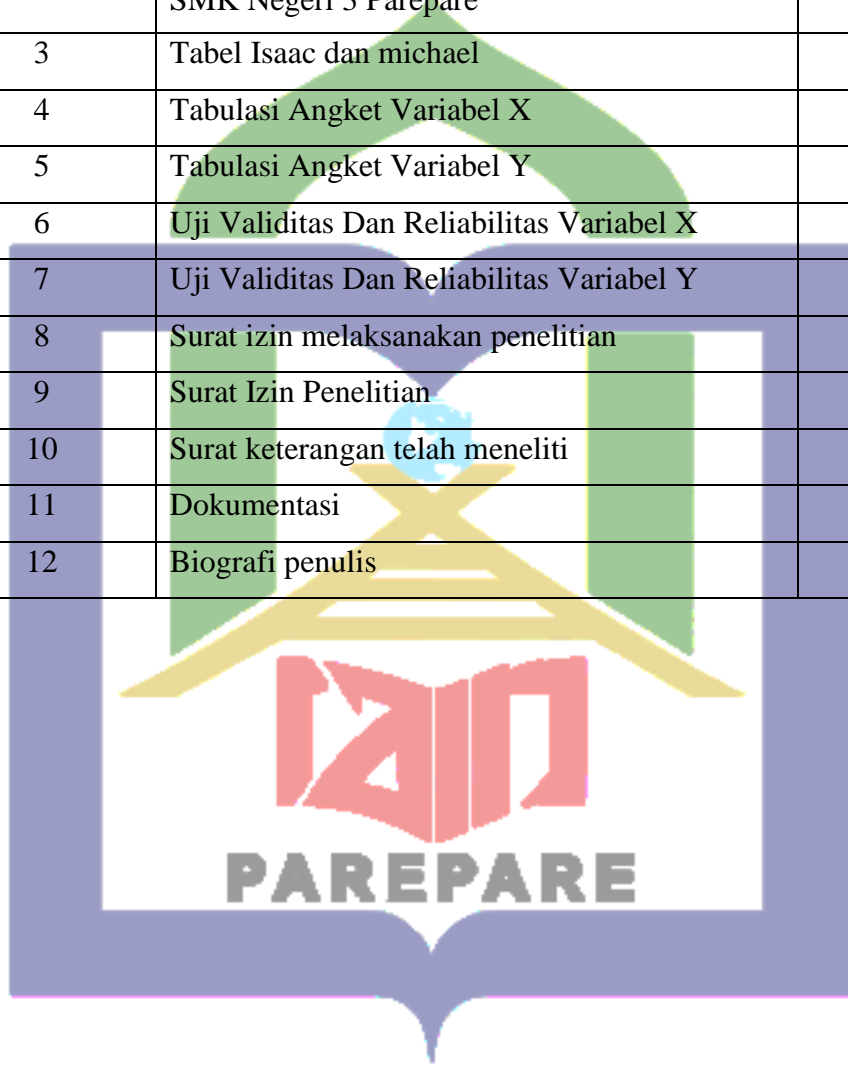 SMK Negeri 3 Parepare
3 Tabel Isaac dan michael
4 Tabulasi Angket Variabel X
5 Tabulasi Angket Variabel Y
6 Uji Validitas Dan Reliabilitas Variabel X
7 Uji Validitas Dan Reliabilitas Variabel Y
8 Surat izin melaksanakan penelitian
9 Surat Izin Penelitian
10 Surat keterangan telah meneliti
11 Dokumentasi
12 Biografi penulis
iain
PAREPARE